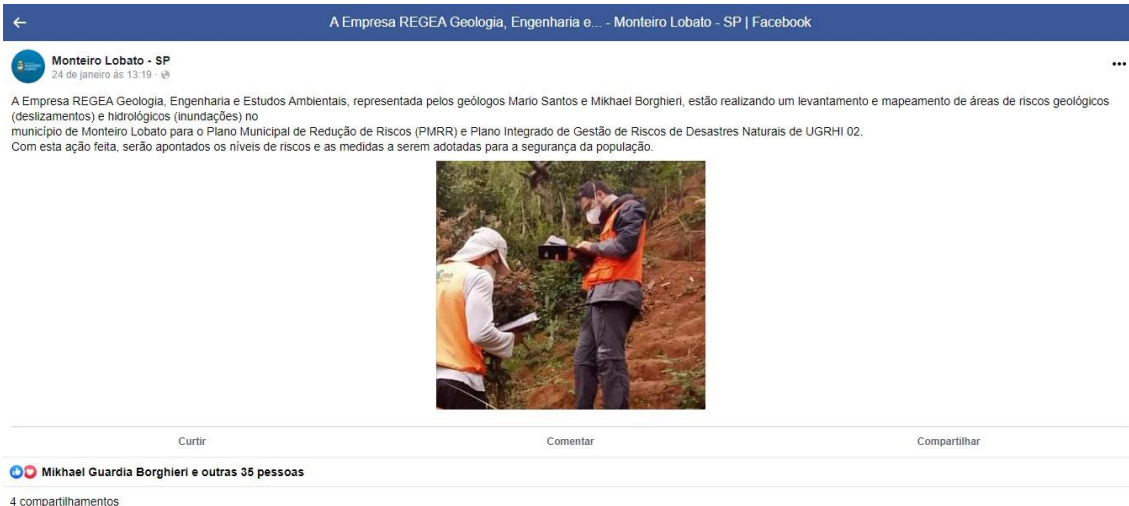 A Empresa REGEA Geologia, Engenharia e... - Monteiro Lobato - SP | Facebook
Monteiro Lobato - SP
24 de janeiro às 13:19 ·
A Empresa REGEA Geologia, Engenharia e Estudos Ambientais, representada pelos geólogos Mario Santos e Mikhael Borghieri, estão realizando um levantamento e mapeamento de áreas de riscos geológicos
(deslizamentos) e hidrológicos (inundações) no
município de Monteiro Lobato para o Plano Municipal de Redução de Riscos (PMRR) e Plano Integrado de Gestão de Riscos de Desastres Naturais de UGRHI 02.
Com esta ação feita, serão apontados os níveis de riscos e as medidas a serem adotadas para a segurança da população.
Curtir
Comentar
Compartilhar
Mikhael Guardia Borghieri e outras 35 pessoas
4 compartilhamentos